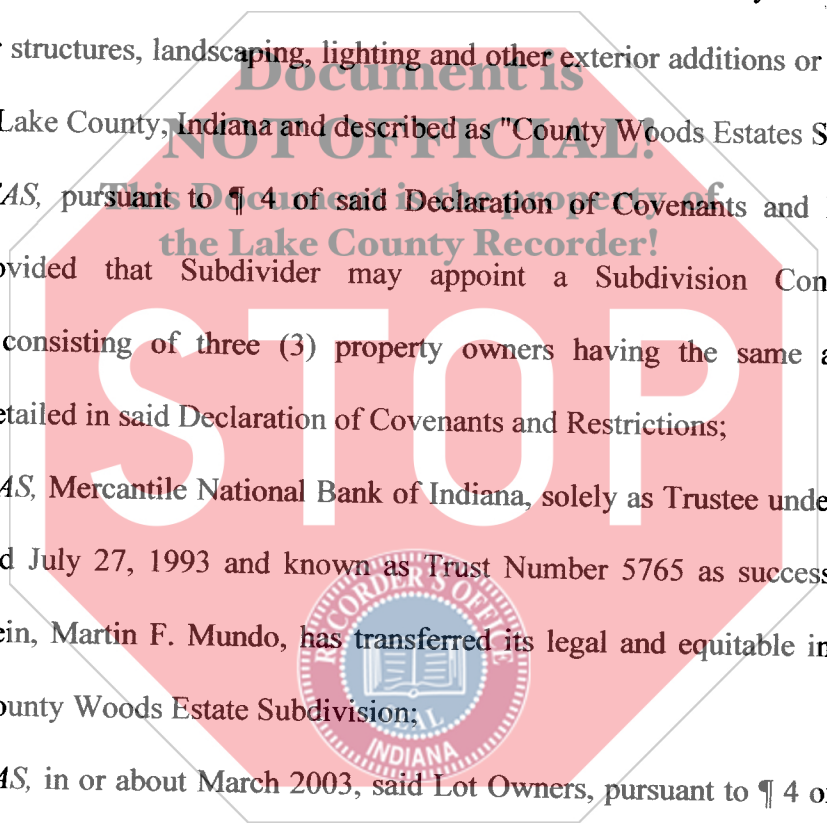 structures, landscaping, lighting and other exterior additions or
Document is
Lake County, Indiana and described as "County Woods Estates S
NOT OFFICIAL!
AS, pursuant to ¶ 4 of said Declaration of Covenants and
This Document is the property of
the Lake County Recorder!
ovided that Subdivider may appoint a Subdivision Con
consisting of three (3) property owners having the same a
STOP
etailed in said Declaration of Covenants and Restrictions;
AS, Mercantile National Bank of Indiana, solely as Trustee unde
d July 27, 1993 and known as Trust Number 5765 as success
RECORDER'S OFFICE
ein, Martin F. Mundo, has transferred its legal and equitable in
ounty Woods Estate Subdivision;
SEAL
INDIANA
AS, in or about March 2003, said Lot Owners, pursuant to ¶ 4 o